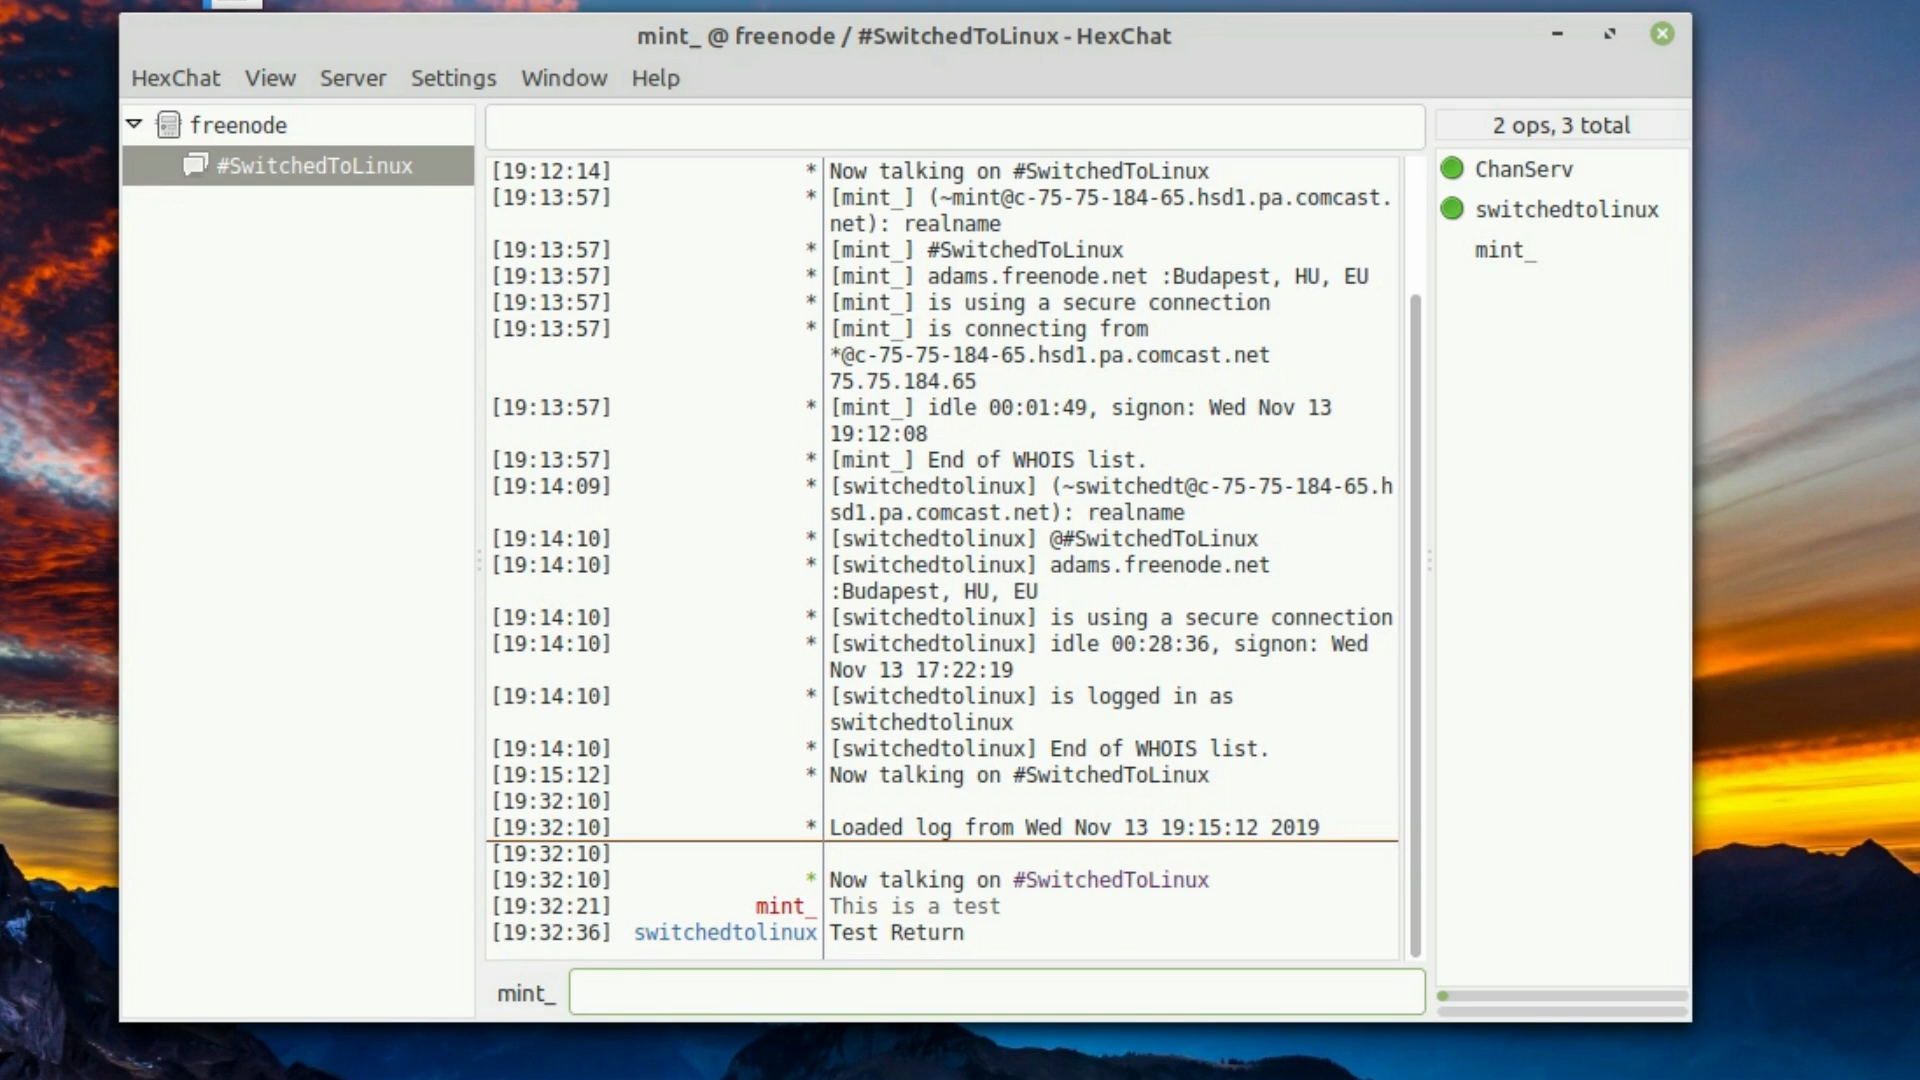 mint_ @ freenode / #SwitchedToLinux - HexChat
HexChat View Server Settings Window Help
freenode
#SwitchedToLinux
2 ops, 3 total
ChanServ
switchedtolinux
mint_
[19:12:14] * Now talking on #SwitchedToLinux
[19:13:57] * [mint_] (~mint@c-75-75-184-65.hsd1.pa.comcast.
net): realname
[19:13:57] * [mint_] #SwitchedToLinux
[19:13:57] * [mint_] adams.freenode.net :Budapest, HU, EU
[19:13:57] * [mint_] is using a secure connection
[19:13:57] * [mint_] is connecting from
*@c-75-75-184-65.hsd1.pa.comcast.net
75.75.184.65
[19:13:57] * [mint_] idle 00:01:49, signon: Wed Nov 13
19:12:08
[19:13:57] * [mint_] End of WHOIS list.
[19:14:09] * [switchedtolinux] (~switchedt@c-75-75-184-65.h
sd1.pa.comcast.net): realname
[19:14:10] * [switchedtolinux] @#SwitchedToLinux
[19:14:10] * [switchedtolinux] adams.freenode.net
:Budapest, HU, EU
[19:14:10] * [switchedtolinux] is using a secure connection
[19:14:10] * [switchedtolinux] idle 00:28:36, signon: Wed
Nov 13 17:22:19
[19:14:10] * [switchedtolinux] is logged in as
switchedtolinux
[19:14:10] * [switchedtolinux] End of WHOIS list.
[19:15:12] * Now talking on #SwitchedToLinux
[19:32:10]
[19:32:10] * Loaded log from Wed Nov 13 19:15:12 2019
[19:32:10]
[19:32:10] * Now talking on #SwitchedToLinux
[19:32:21] mint_ This is a test
[19:32:36] switchedtolinux Test Return
mint_